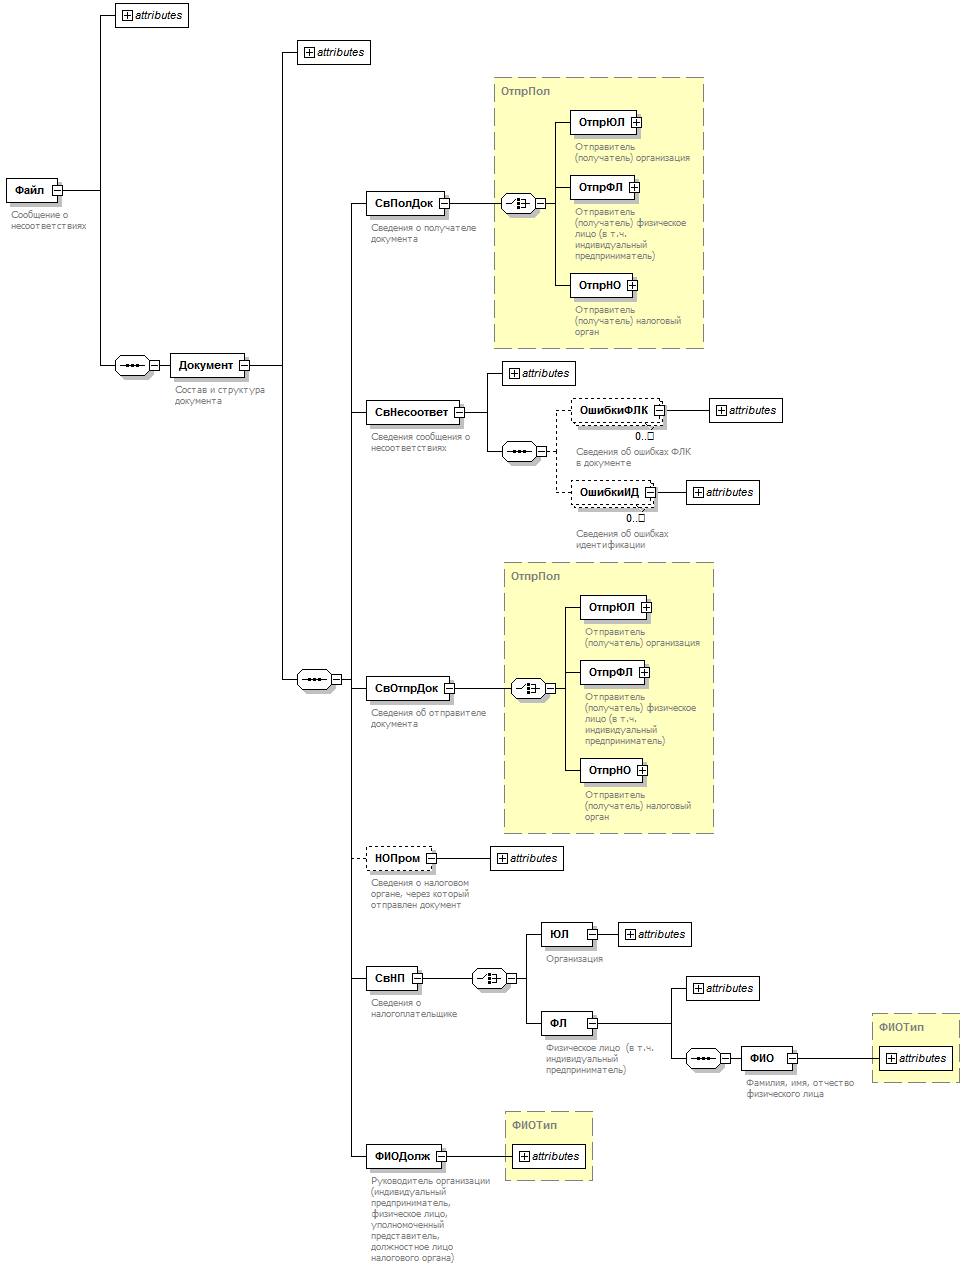 attributes
attributes
ОтпрПол
ОтпрЮЛ
Отправитель
(получатель) организация
ОтпрФЛ
Отправитель
(получатель) физическое
лицо (в т.ч.
индивидуальный
предприниматель)
ОтпрНО
Отправитель
(получатель) налоговый
орган
Файл
Сообщение о
несоответствиях
СвПолДок
Сведения о получателе
документа
Документ
Состав и структура
документа
СвНесоответ
Сведения сообщения о
несоответствиях
attributes
ОшибкиФЛК
attributes
0..□
Сведения об ошибках ФЛК
в документе
ОшибкиИД
attributes
0..□
Сведения об ошибках
идентификации
ОтпрПол
ОтпрЮЛ
Отправитель
(получатель) организация
ОтпрФЛ
Отправитель
(получатель) физическое
лицо (в т.ч.
индивидуальный
предприниматель)
ОтпрНО
Отправитель
(получатель) налоговый
орган
СвОтпрДок
Сведения об отправителе
документа
НОПром
attributes
Сведения о налоговом
органе, через который
отправлен документ
СвНП
Сведения о
налогоплательщике
ЮЛ
attributes
Организация
ФЛ
Физическое лицо (в т.ч.
индивидуальный
предприниматель)
attributes
ФИО
Фамилия, имя, отчество
физического лица
ФИОТип
attributes
ФИОДолж
Руководитель организации
(индивидуальный
предприниматель,
физическое лицо,
уполномоченный
представитель,
должностное лицо
налогового органа)
ФИОТип
attributes